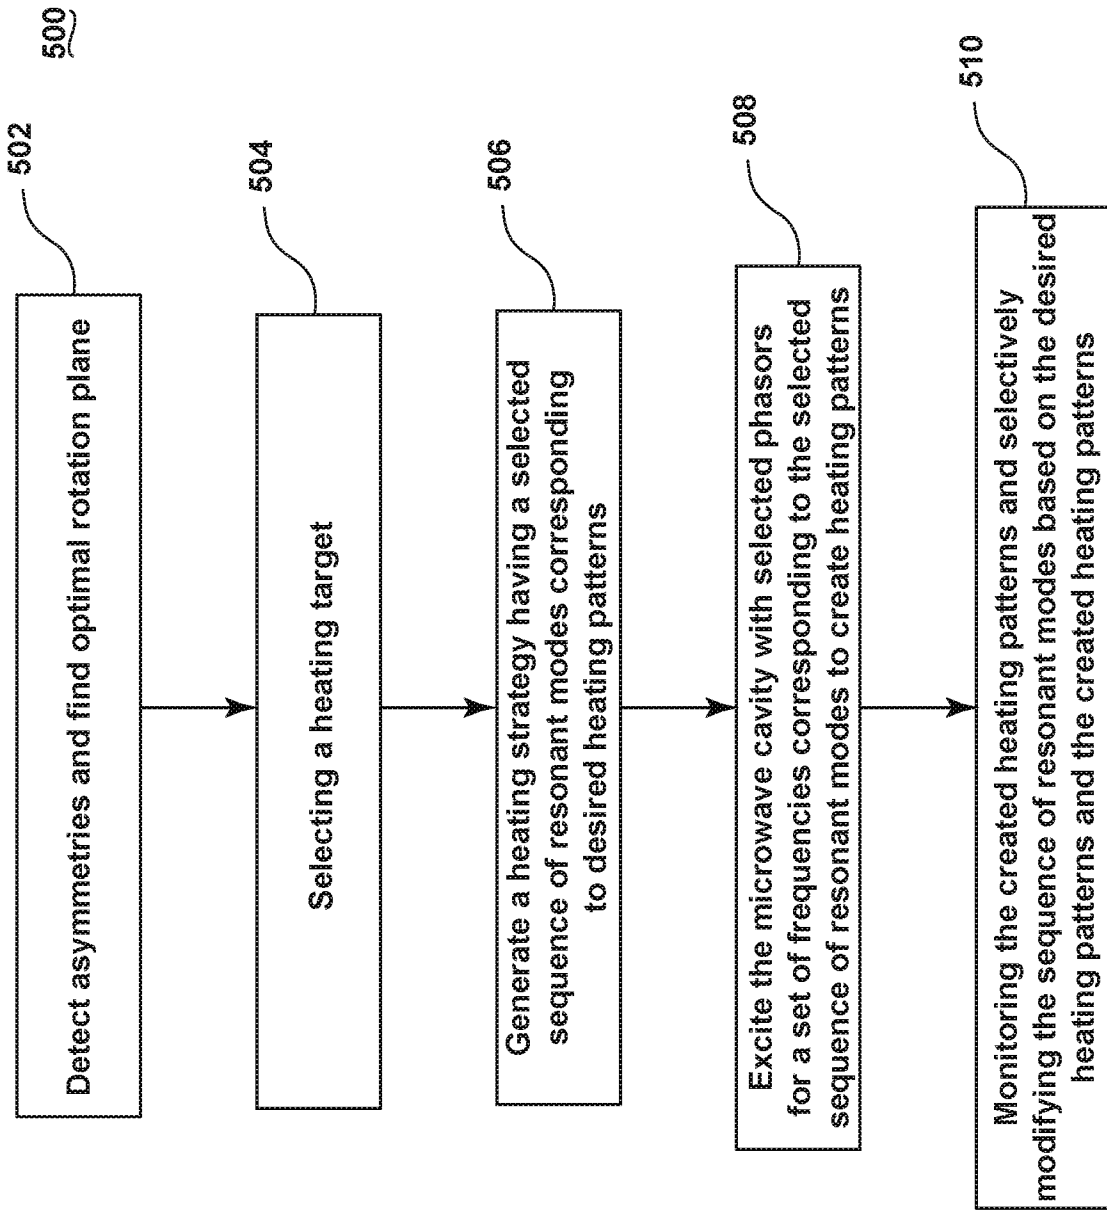 500
502
Detect asymmetries and find optimal rotation plane
504
Selecting a heating target
506
Generate a heating strategy having a selected
sequence of resonant modes corresponding
to desired heating patterns
508
Excite the microwave cavity with selected phasors
for a set of frequencies corresponding to the selected
sequence of resonant modes to create heating patterns
510
Monitoring the created heating patterns and selectively
modifying the sequence of resonant modes based on the desired
heating patterns and the created heating patterns